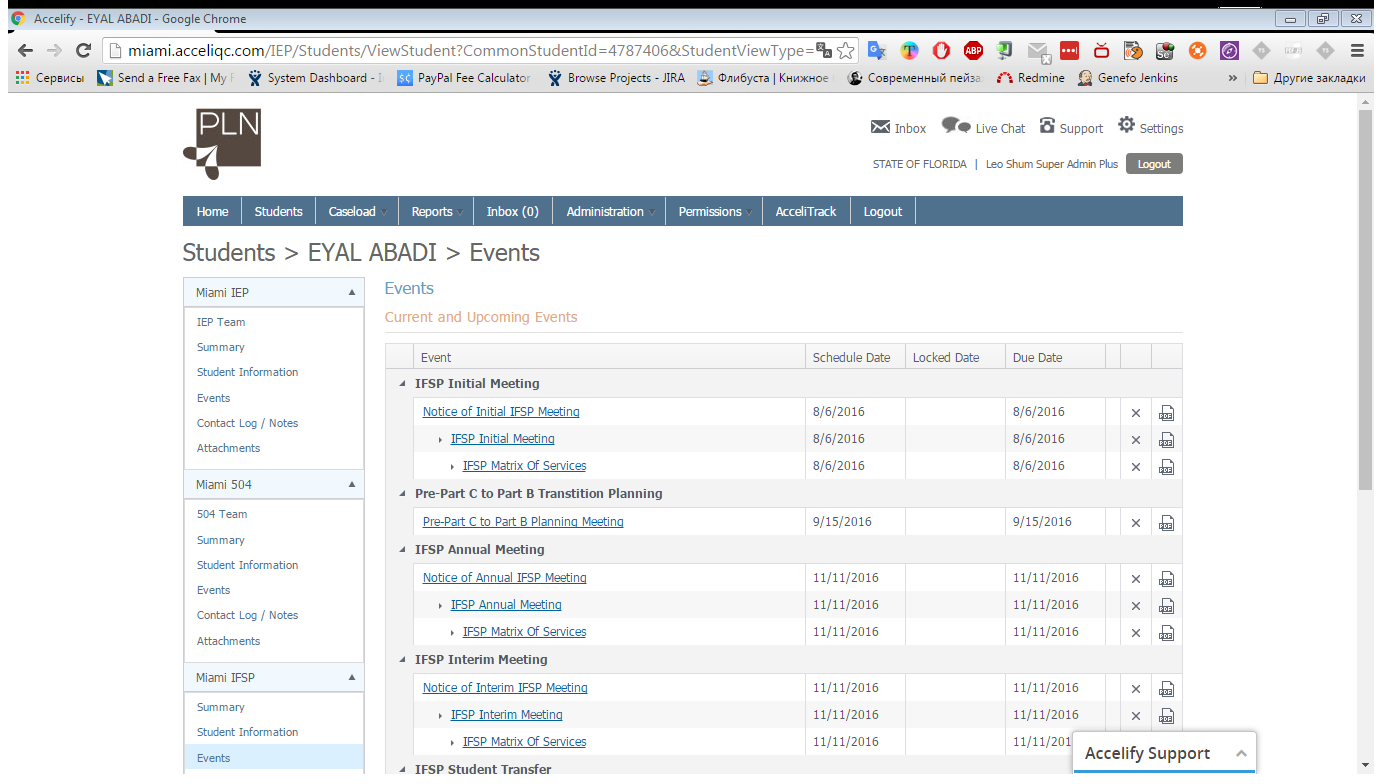 Accelify - EYAL ABADI - Google Chrome
miami.acceliqc.com/IEP/Students/ViewStudent?CommonStudentId=4787406&StudentViewType=
ABP
Сервисы Send a Free Fax | My F System Dashboard - PayPal Fee Calculator Browse Projects - JIRA Флибуста | Книжное Современный пейза Redmine Genefo Jenkins » Другие закладки
PLN
Inbox Live Chat Support Settings
STATE OF FLORIDA | Leo Shum Super Admin Plus Logout
Home Students Caseload Reports Inbox (0) Administration Permissions AcceliTrack Logout
Students > EYAL ABADI > Events
Miami IEP
IEP Team
Summary
Student Information
Events
Contact Log / Notes
Attachments
Miami 504
504 Team
Summary
Student Information
Events
Contact Log / Notes
Attachments
Miami IFSP
Summary
Student Information
Events
Events
Current and Upcoming Events
Event Schedule Date Locked Date Due Date
IFSP Initial Meeting
Notice of Initial IFSP Meeting 8/6/2016 8/6/2016
IFSP Initial Meeting 8/6/2016 8/6/2016
IFSP Matrix Of Services 8/6/2016 8/6/2016
Pre-Part C to Part B Transtition Planning
Pre-Part C to Part B Planning Meeting 9/15/2016 9/15/2016
IFSP Annual Meeting
Notice of Annual IFSP Meeting 11/11/2016 11/11/2016
IFSP Annual Meeting 11/11/2016 11/11/2016
IFSP Matrix Of Services 11/11/2016 11/11/2016
IFSP Interim Meeting
Notice of Interim IFSP Meeting 11/11/2016 11/11/2016
IFSP Interim Meeting 11/11/2016 11/11/2016
IFSP Matrix Of Services 11/11/2016 11/11/201
IFSP Student Transfer
Accelify Support